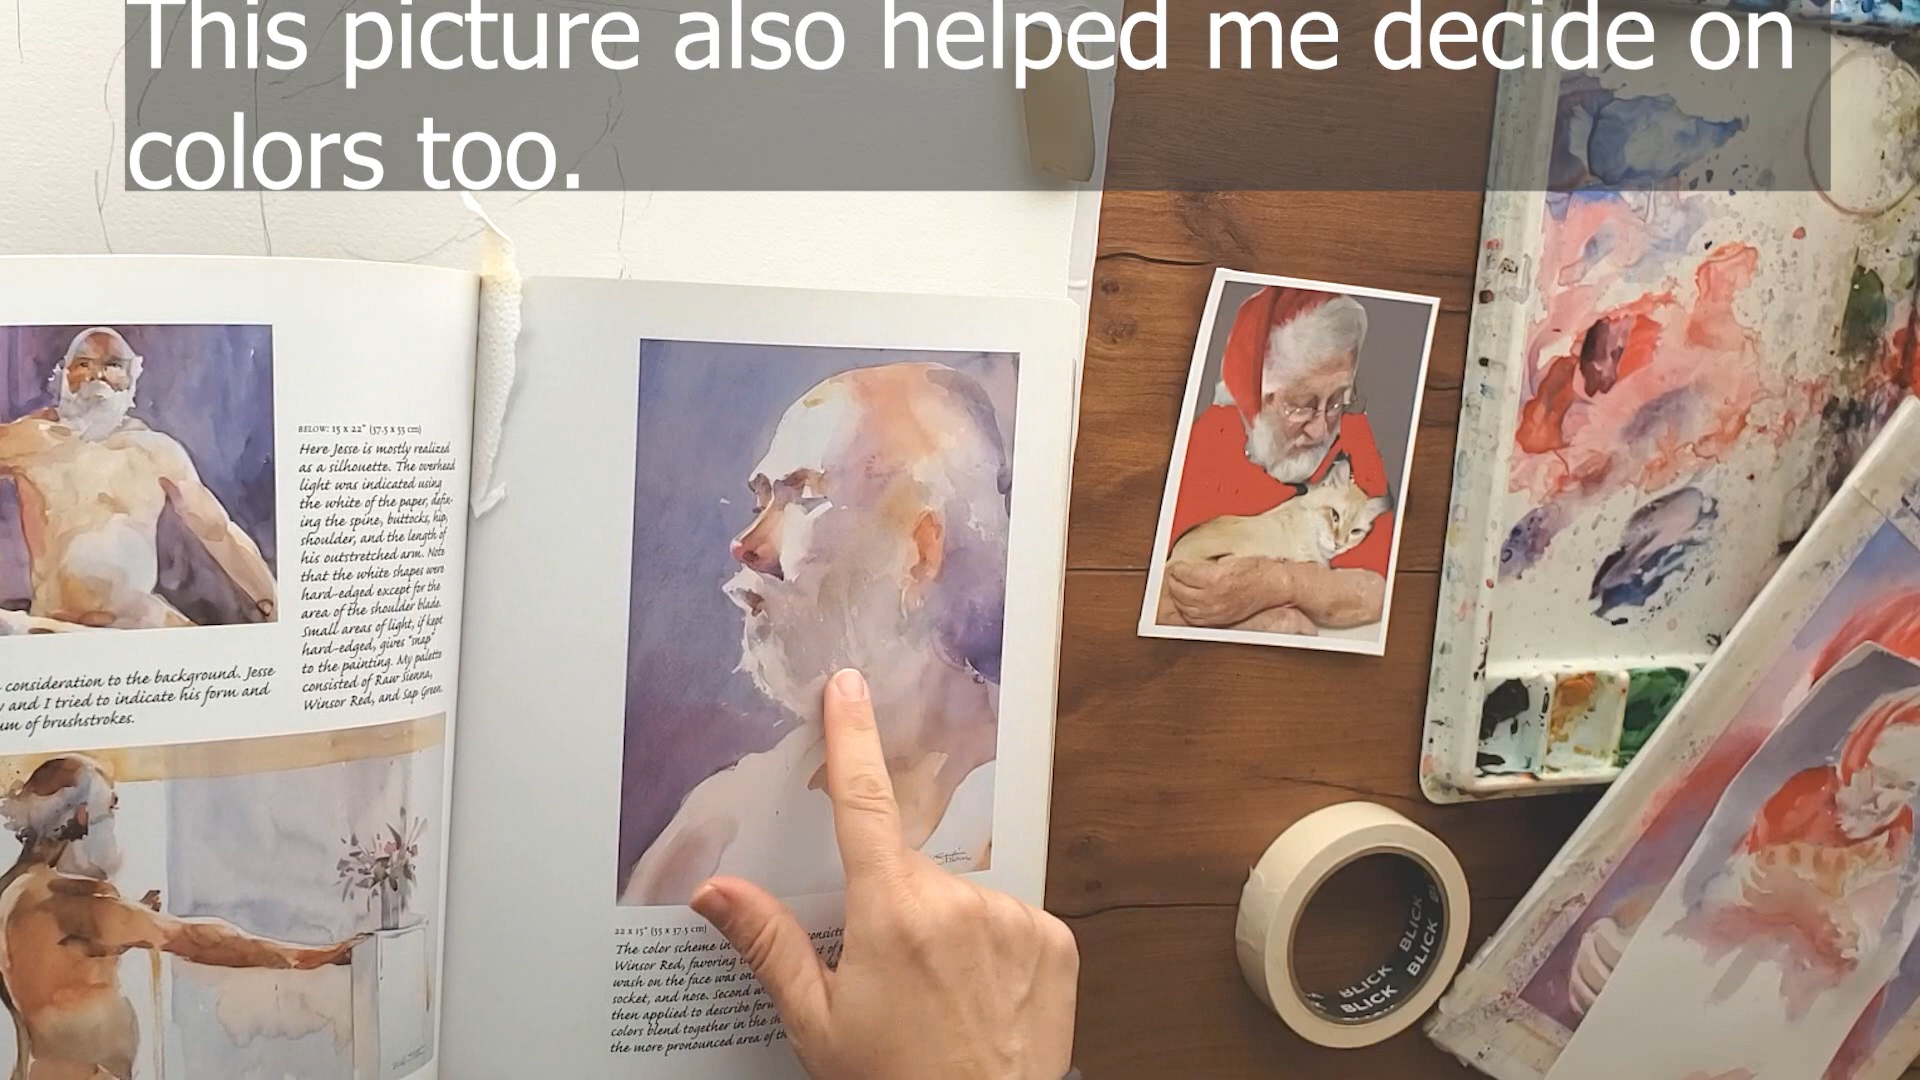 This picture also helped me decide on
colors too.
BELOW: 15 x 22" (37.5 x 55 cm)
Here Jesse is mostly realized
as a silhouette. The overhead
light was indicated using
the white of the paper, defin-
ing the spine, buttocks, hip,
shoulder, and the length of
his outstretched arm. Note
that the white shapes were
hard-edged except for the
area of the shoulder blade.
Small areas of light, if kept
hard-edged, gives "snap"
to the painting. My palette
consisted of Raw Sienna,
Winsor Red, and Sap Green.
consideration to the background. Jesse
and I tried to indicate his form and
of brushstrokes.
22 x 15" (55 x 37.5 cm)
The color scheme in consists
Winsor Red, favoring of
wash on the face was
socket, and nose. Second
then applied to describe
colors blend together in the
the more pronounced area of
BLICK
BLICK
BLICK
BLICK